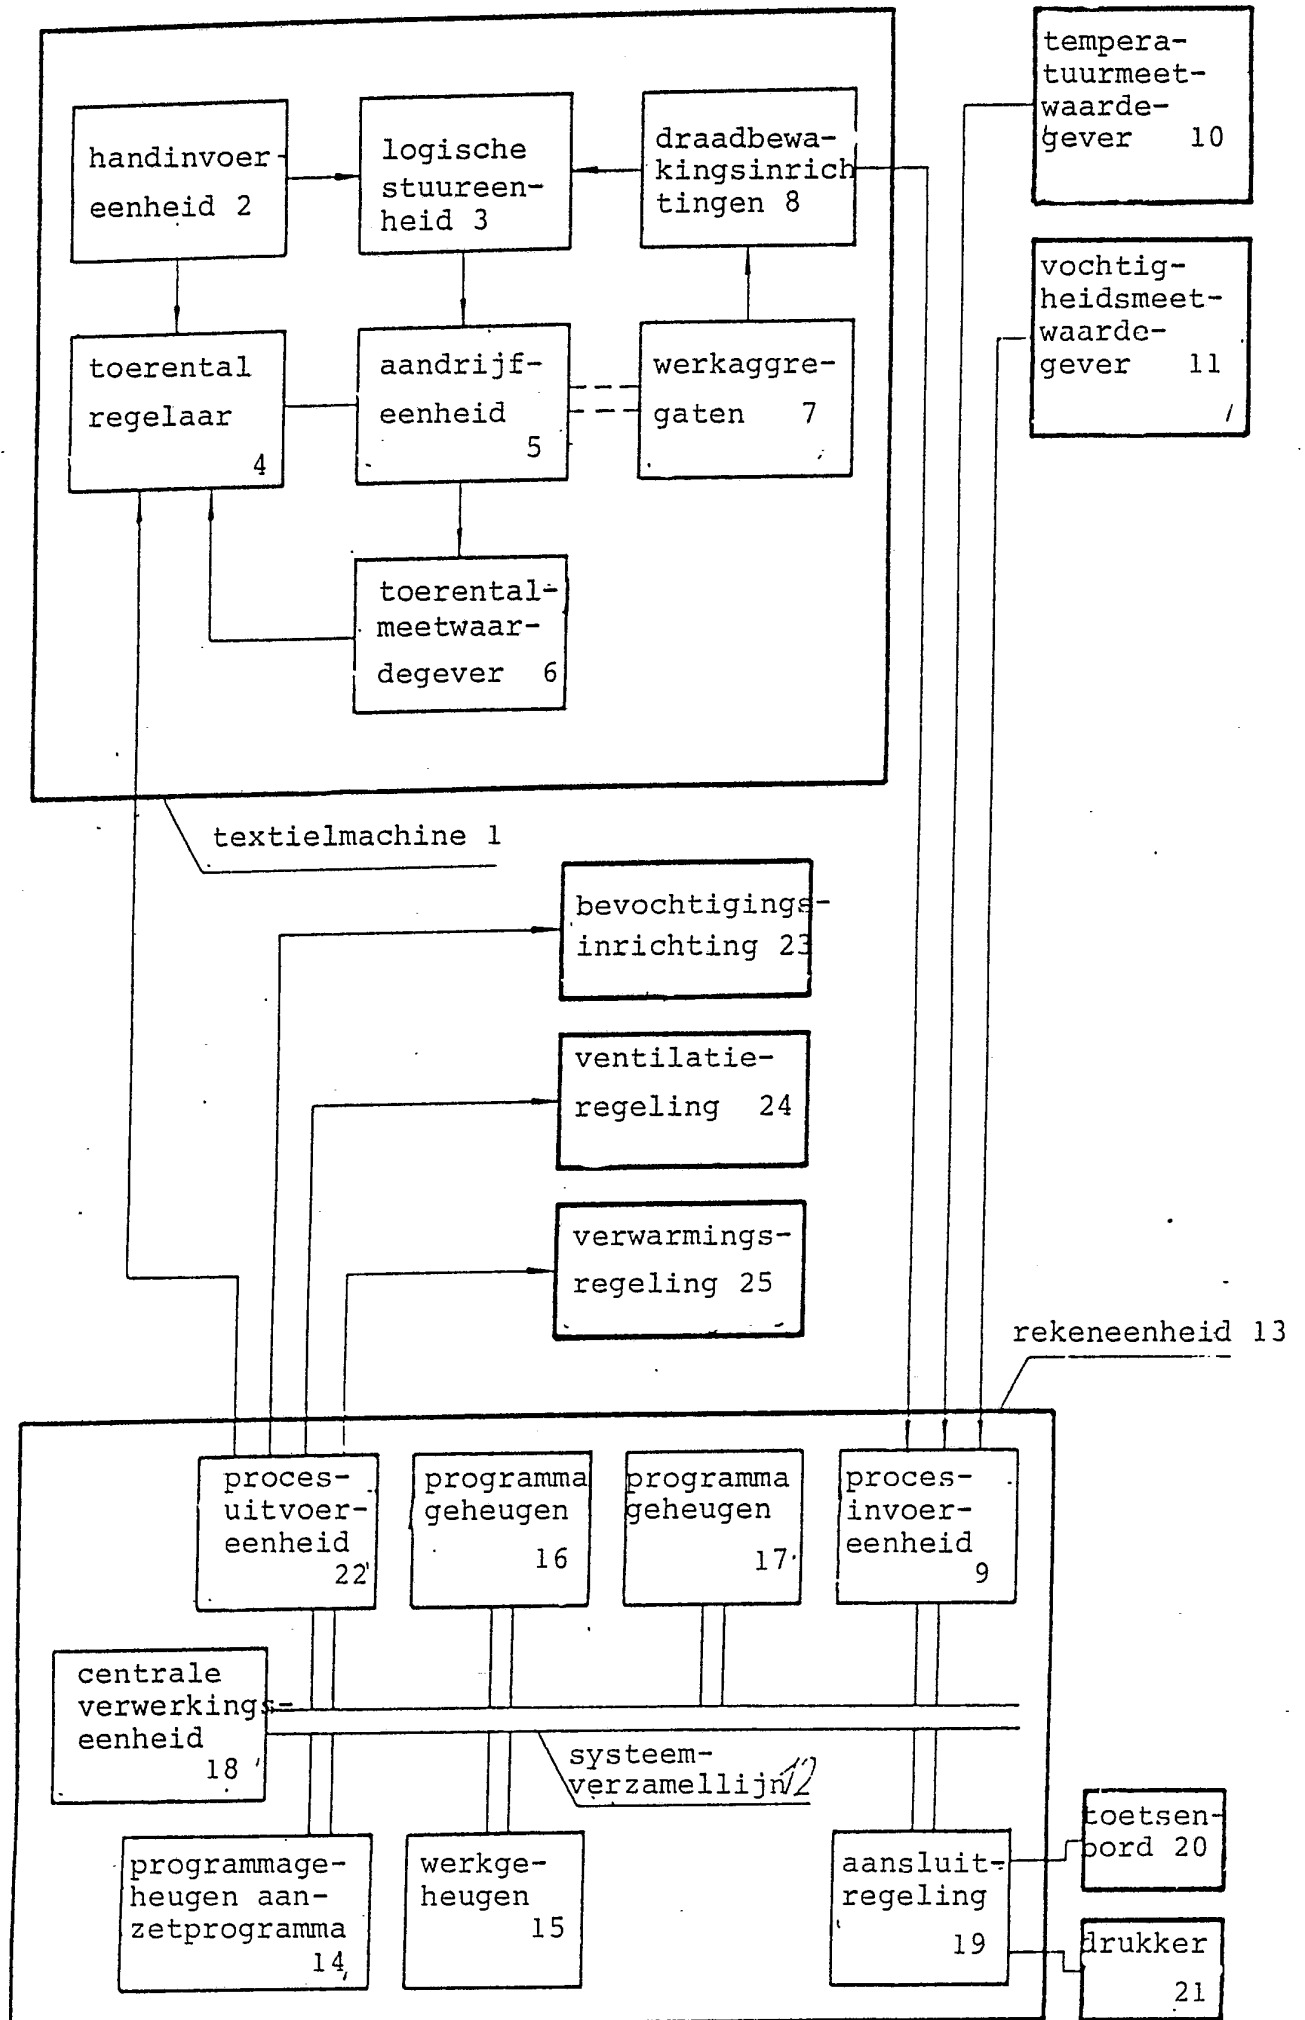 handinvoer-
eenheid 2
logische
stuureen-
heid 3
draadbewa-
kingsinrich
tingen 8
tempera-
tuurmeet-
waarde-
gever 10
vochtig-
heidsmeet-
waarde-
gever 11
toerental
regelaar
4
aandrijf-
eenheid
5
werkaggre-
gaten 7
toerental-
meetwaar-
degever 6
textielmachine 1
bevochtigings-
inrichting 23
ventilatie-
regeling 24
verwarmings-
regeling 25
rekeneenheid 13
proces-
uitvoer-
eenheid
22
programma
geheugen
16
programma
geheugen
17
proces-
invoer-
eenheid
9
centrale
verwerkings-
eenheid
18
systeem-
verzamellijn 12
programmage-
heugen aan-
zetprogramma
14
werkge-
heugen
15
aansluit-
regeling
19
toetsen-
bord 20
drukker
21